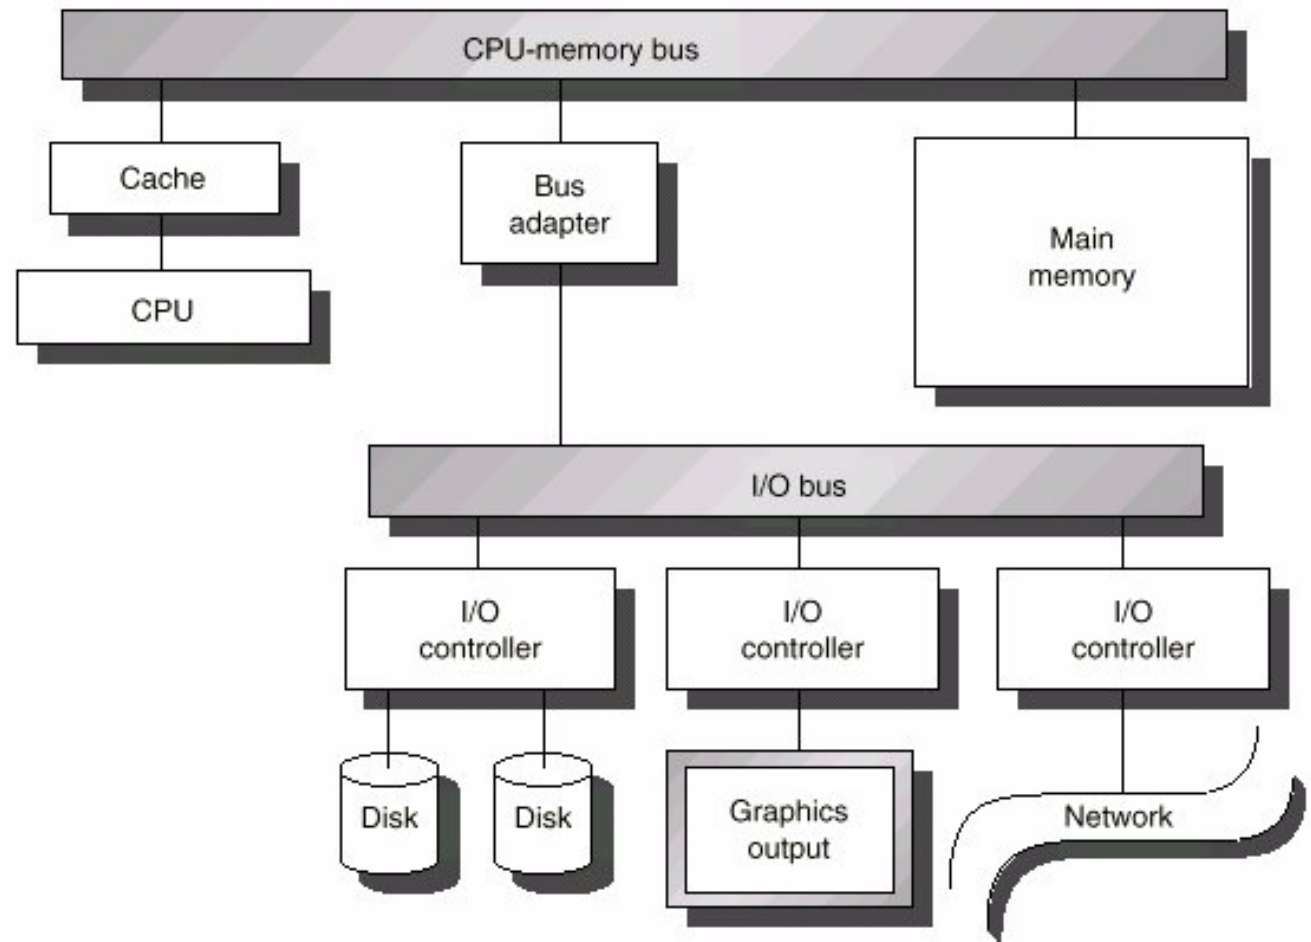 CPU-memory bus
Cache
Bus
adapter
Main
memory
CPU
I/O bus
I/O
controller
I/O
controller
I/O
controller
Disk
Disk
Graphics
output
Network